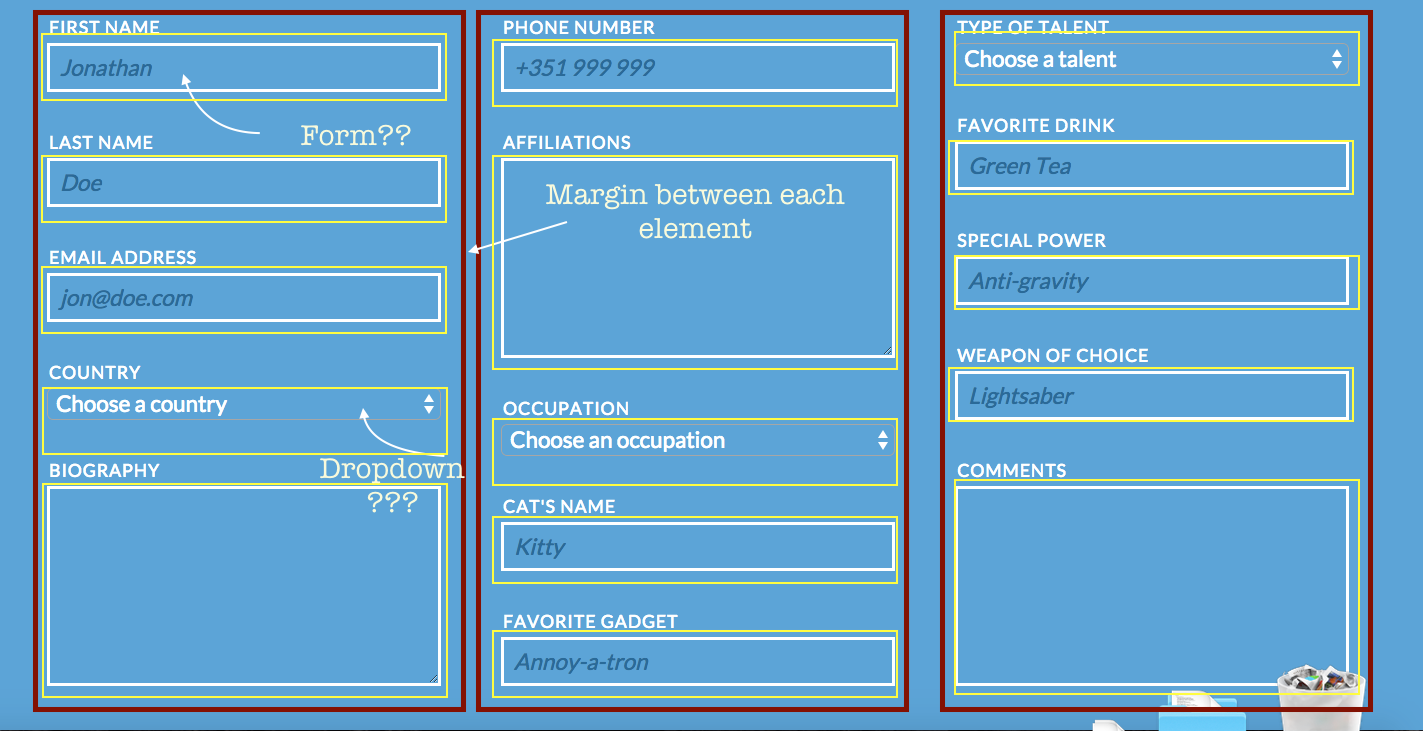 FIRST NAME
Jonathan
Form??
LAST NAME
Doe
EMAIL ADDRESS
jon@doe.com
COUNTRY
Choose a country
Dropdown
???
BIOGRAPHY
PHONE NUMBER
+351 999 999
AFFILIATIONS
Margin between each
element
OCCUPATION
Choose an occupation
CAT'S NAME
Kitty
FAVORITE GADGET
Annoy-a-tron
TYPE OF TALENT
Choose a talent
FAVORITE DRINK
Green Tea
SPECIAL POWER
Anti-gravity
WEAPON OF CHOICE
Lightsaber
COMMENTS